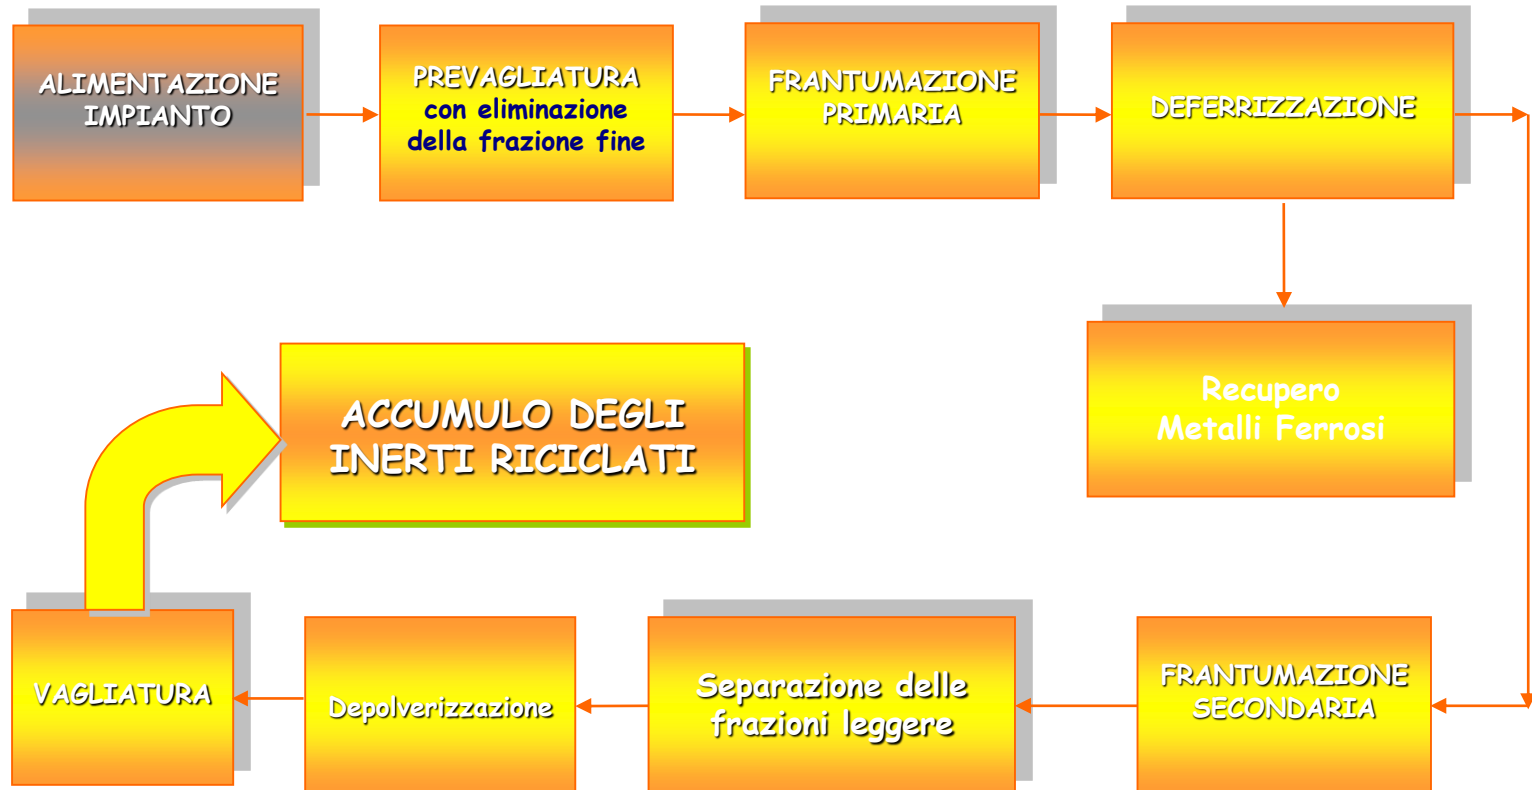 ALIMENTAZIONE
IMPIANTO
PREVAGLIATURA
con eliminazione
della frazione fine
FRANTUMAZIONE
PRIMARIA
DEFERRIZZAZIONE
Recupero
Metalli Ferrosi
ACCUMULO DEGLI
INERTI RICICLATI
VAGLIATURA
Depolverizzazione
Separazione delle
frazioni leggere
FRANTUMAZIONE
SECONDARIA